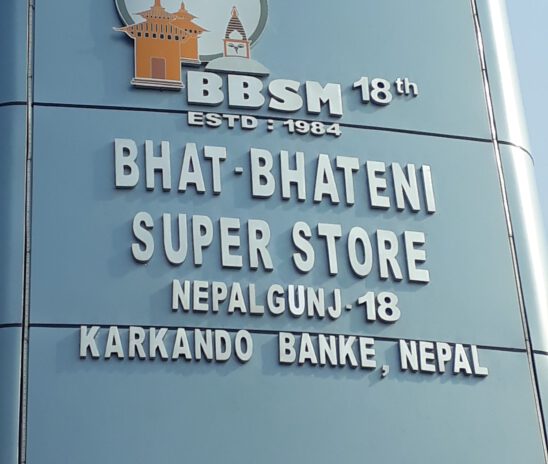 BBSM 18th
ESTD : 1984
BHAT-BHATENI
SUPER STORE
NEPALGUNJ-18
KARKANDO BANKE, NEPAL